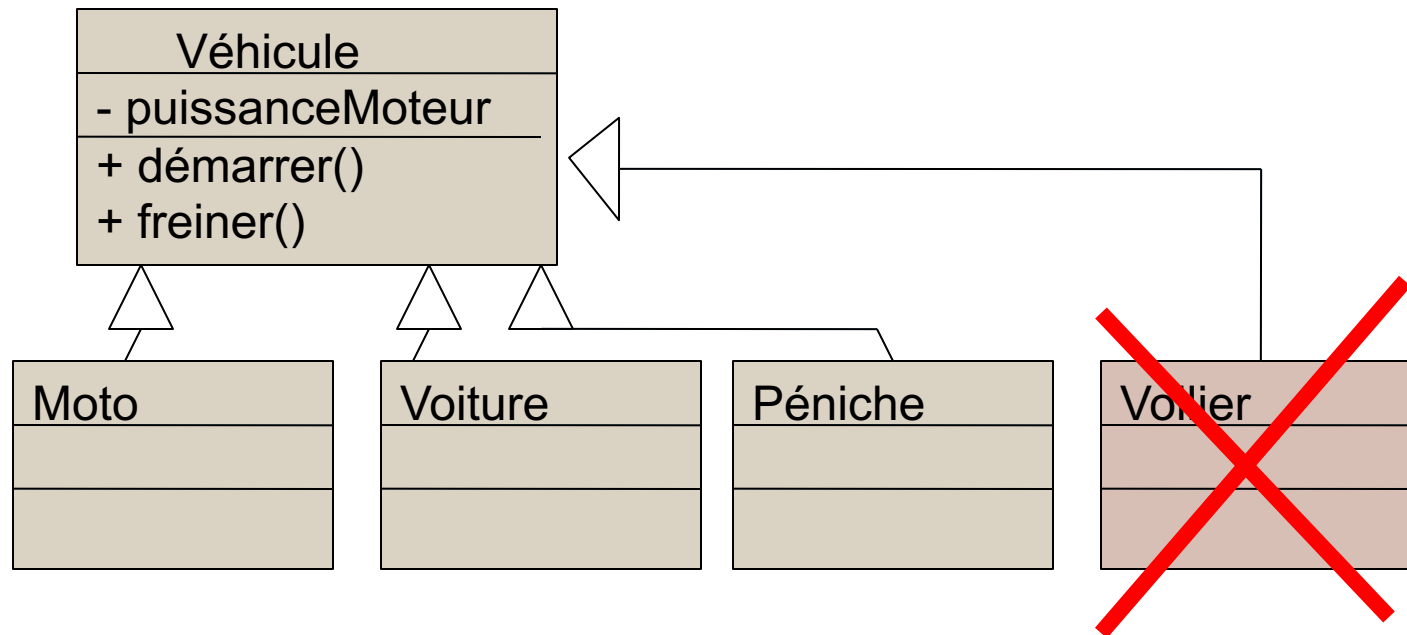 Véhicule
- puissanceMoteur
+ démarrer()
+ freiner()
Moto
Voiture
Péniche
Voilier